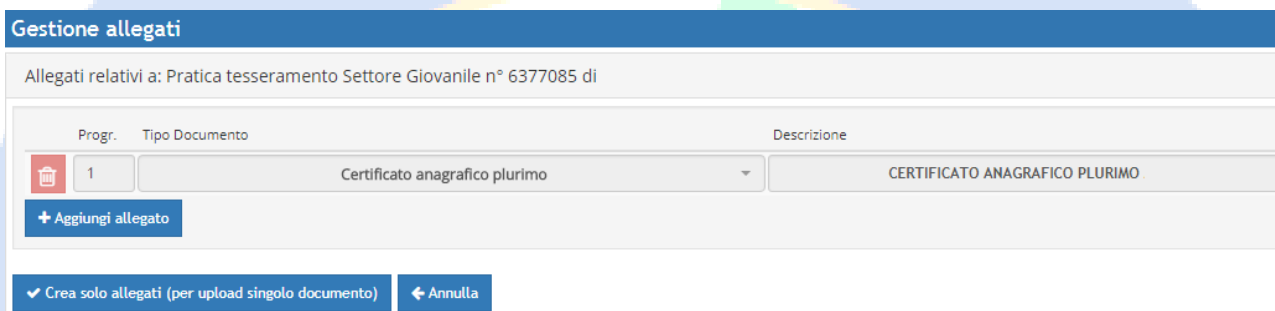 Gestione allegati
Allegati relativi a: Pratica tesseramento Settore Giovanile n° 6377085 di
Progr. Tipo Documento Descrizione
1 Certificato anagrafico plurimo CERTIFICATO ANAGRAFICO PLURIMO
Aggiungi allegato
Crea solo allegati (per upload singolo documento) Annulla